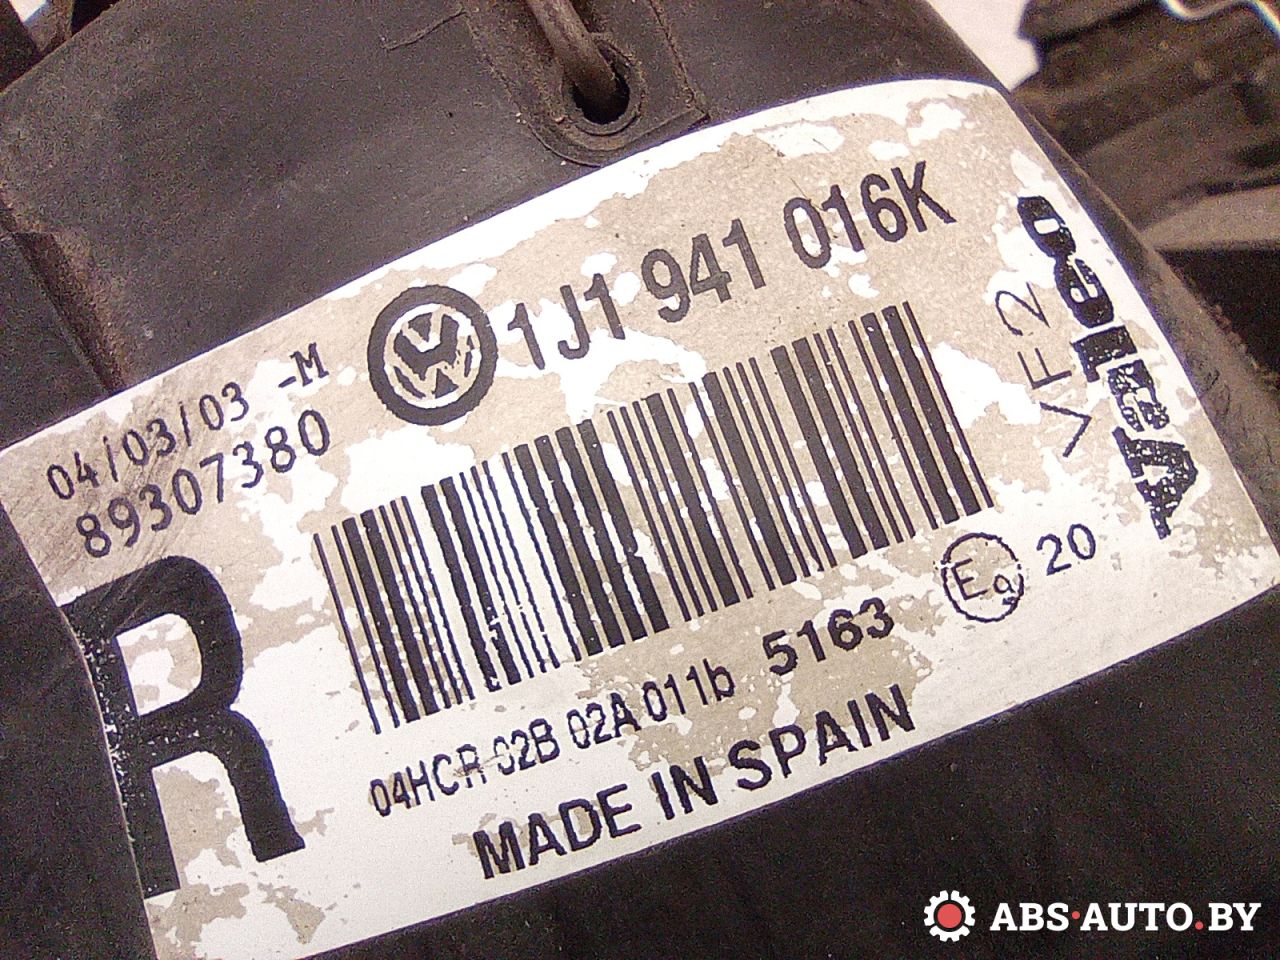 1J1 941 016K
04/03/03 -M
89307380
R
VF2
Valeo
E9 20
04HCR 02B 02A 011b 5163
MADE IN SPAIN
ABS·AUTO.BY